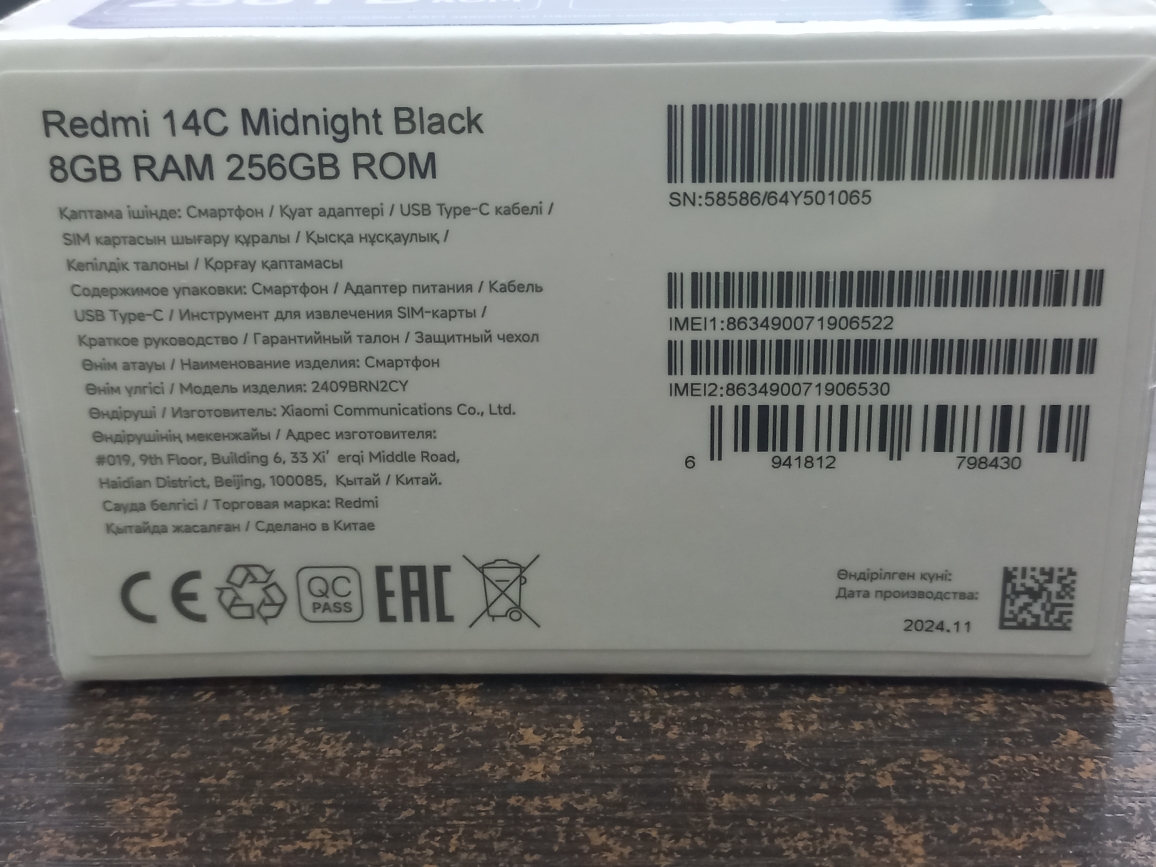 Redmi 14C Midnight Black
8GB RAM 256GB ROM
Қаптама ішінде: Смартфон / Қуат адаптері / USB Type-C кабелі /
SIM картасын шығару құралы / Қысқа нұсқаулық /
Кепілдік талоны / Қорғау қаптамасы
Содержимое упаковки: Смартфон / Адаптер питания / Кабель
USB Type-C / Инструмент для извлечения SIM-карты /
Краткое руководство / Гарантийный талон / Защитный чехол
Өнім атауы / Наименование изделия: Смартфон
Өнім үлгісі / Модель изделия: 2409BRN2CY
Өндіруші / Изготовитель: Xiaomi Communications Co., Ltd.
Өндірушінің мекенжайы / Адрес изготовителя:
#019, 9th Floor, Building 6, 33 Xi’ erqi Middle Road,
Haidian District, Beijing, 100085, Қытай / Китай.
Сауда белгісі / Торговая марка: Redmi
Қытайда жасалған / Сделано в Китае
CE
QC
PASS
EAC
SN:58586/64Y501065
IMEI1:863490071906522
IMEI2:863490071906530
6 941812 798430
Өндірілген күні:
Дата производства:
2024.11